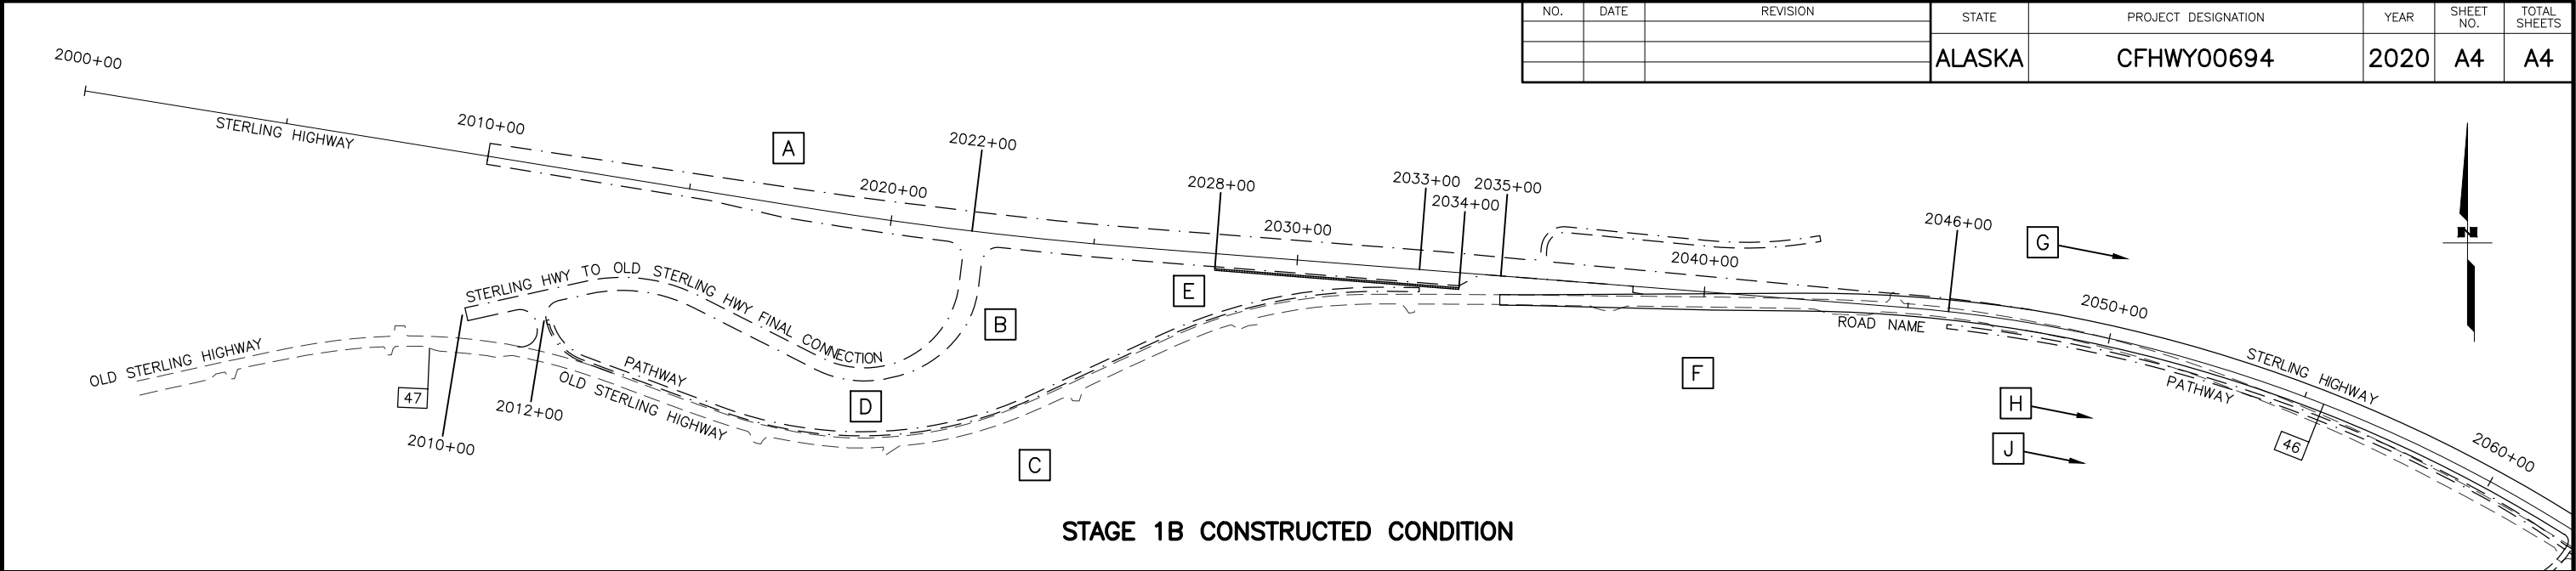 NO. DATE REVISION
STATE PROJECT DESIGNATION YEAR SHEET NO. TOTAL SHEETS
ALASKA CFHWY00694 2020 A4 A4
2000+00
STERLING HIGHWAY
2010+00
A
2020+00
2022+00
2028+00
2030+00
2033+00
2034+00
2035+00
2040+00
2046+00
G
2050+00
STERLING HIGHWAY
2060+00
N
STERLING HWY TO OLD STERLING HWY FINAL CONNECTION
E
B
ROAD NAME
OLD STERLING HIGHWAY
47
2010+00
2012+00
PATHWAY
OLD STERLING HIGHWAY
D
F
H
PATHWAY
J
46
C
STAGE 1B CONSTRUCTED CONDITION